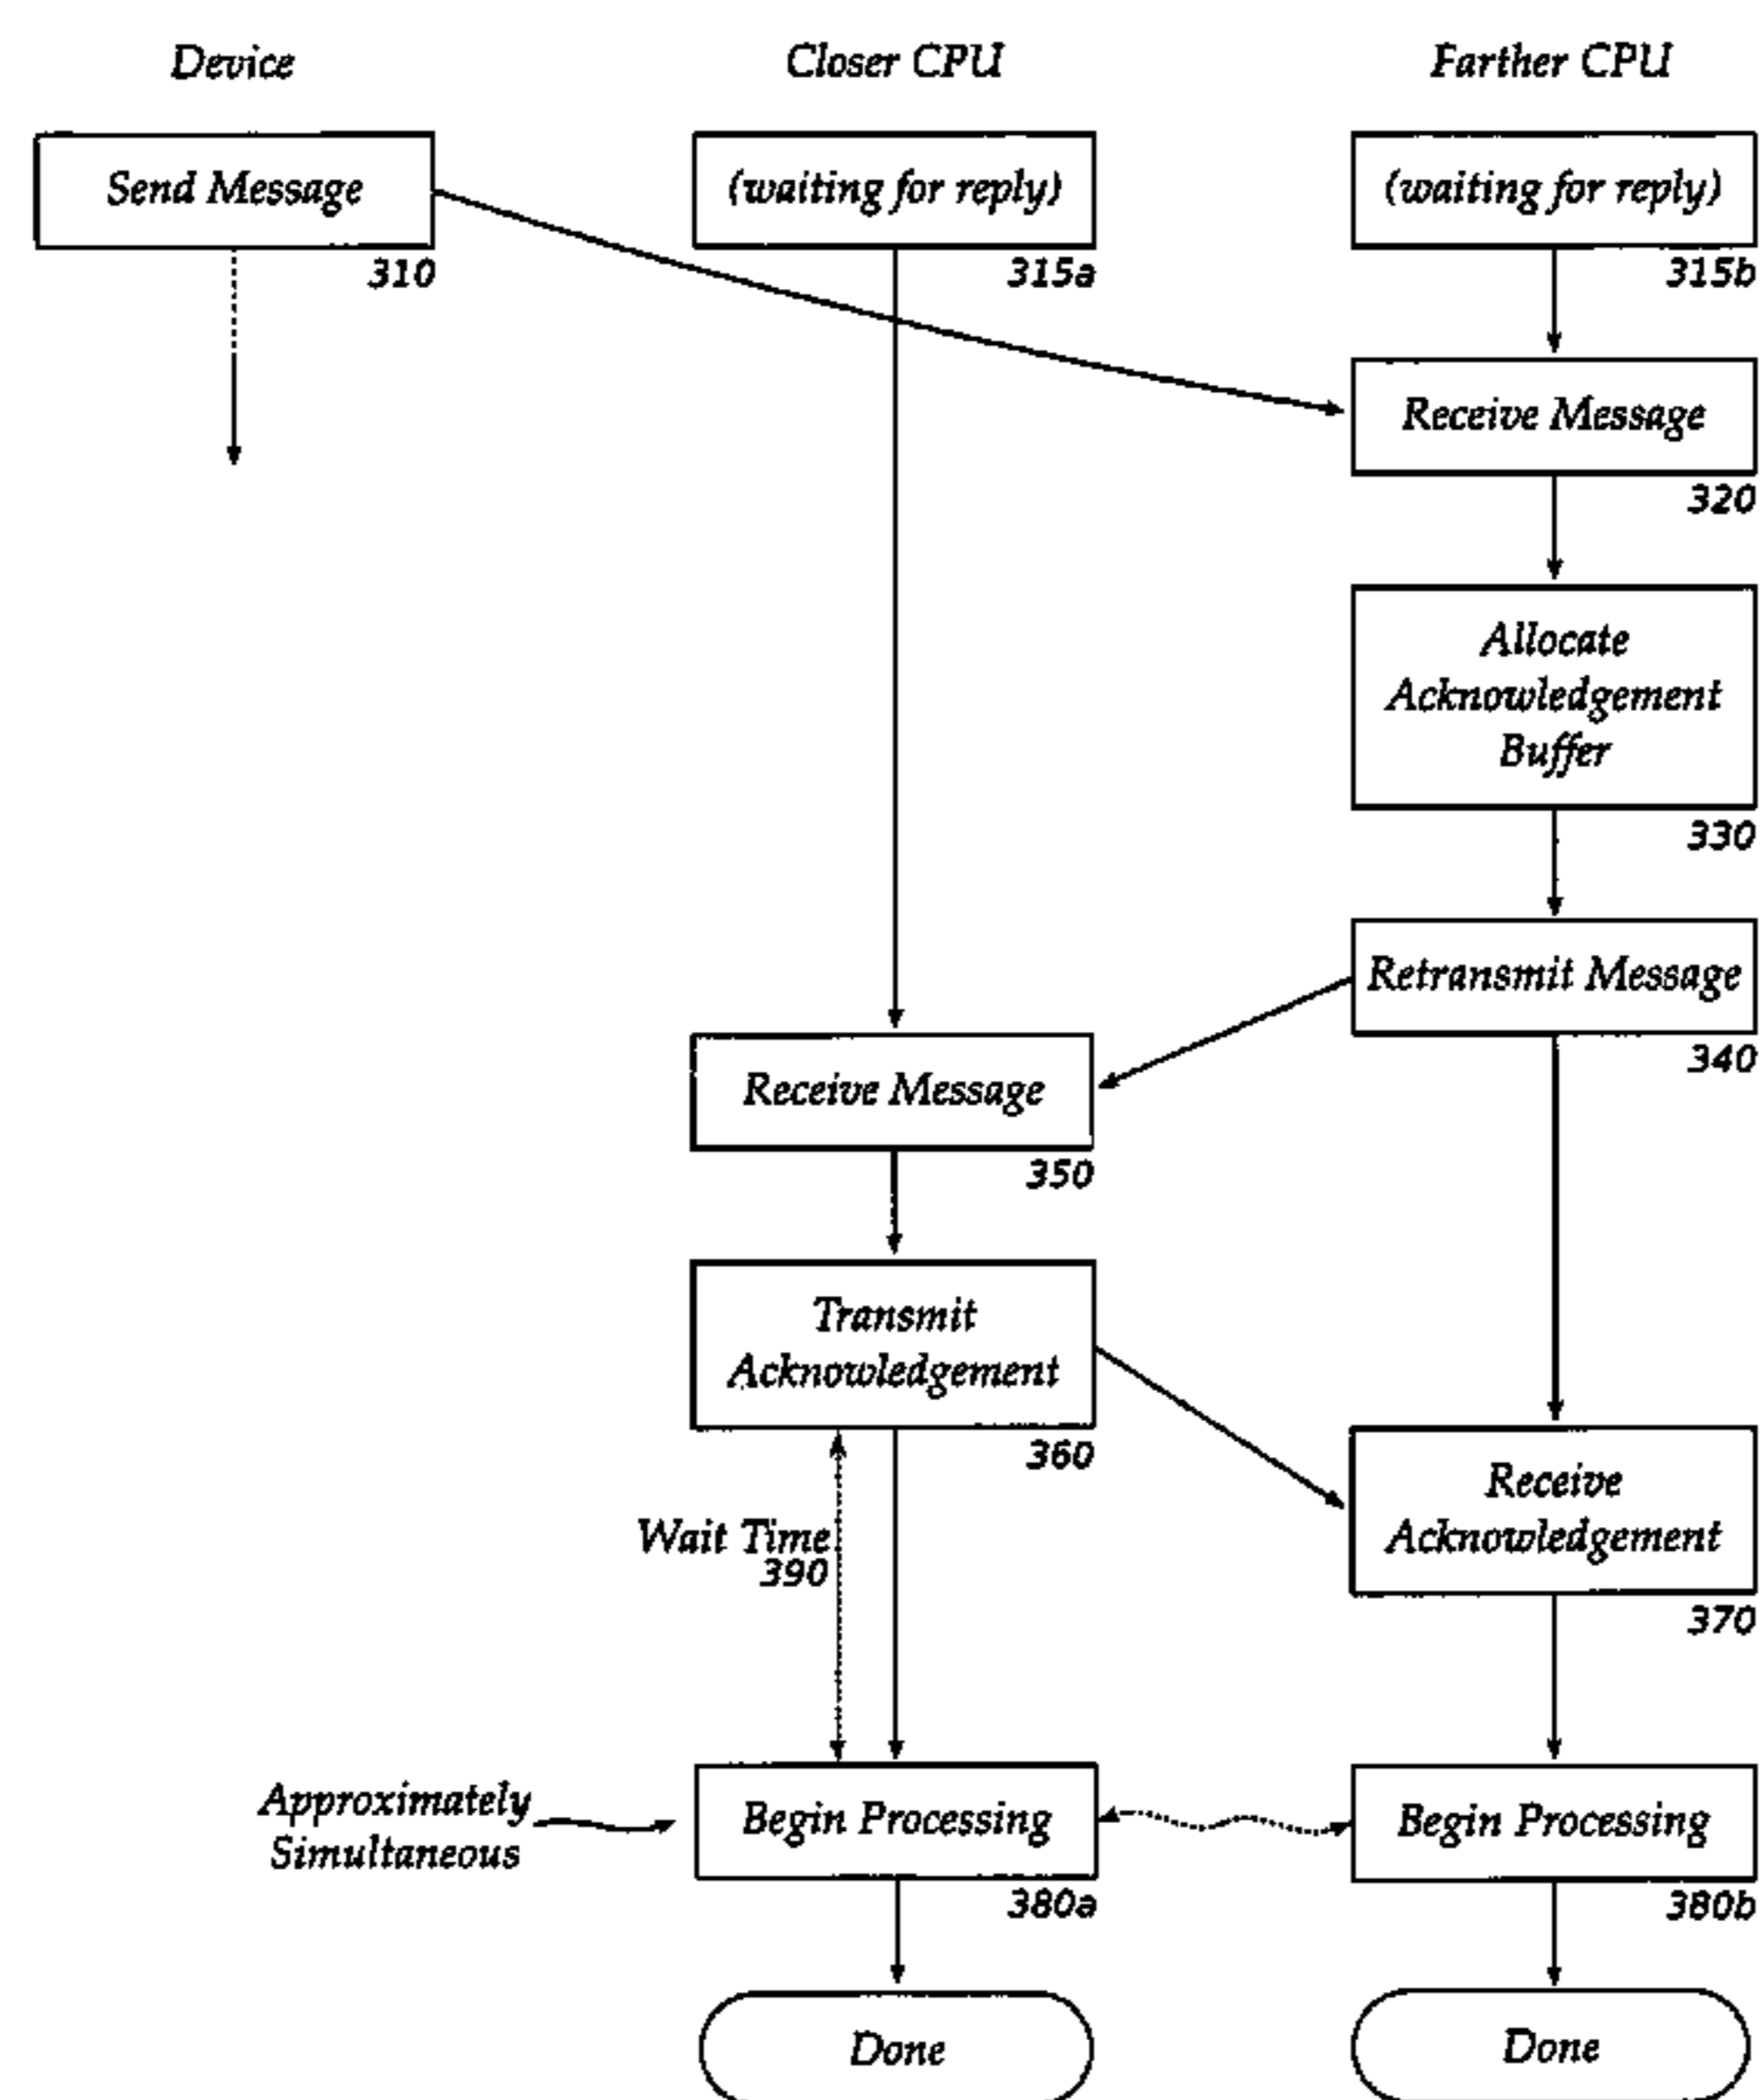 Device
Closer CPU
Farther CPU
Send Message
310
(waiting for reply)
315a
(waiting for reply)
315b
Receive Message
320
Allocate
Acknowledgement
Buffer
330
Retransmit Message
340
Receive Message
350
Transmit
Acknowledgement
360
Receive
Acknowledgement
370
Wait Time
390
Approximately
Simultaneous
Begin Processing
380a
Begin Processing
380b
Done
Done